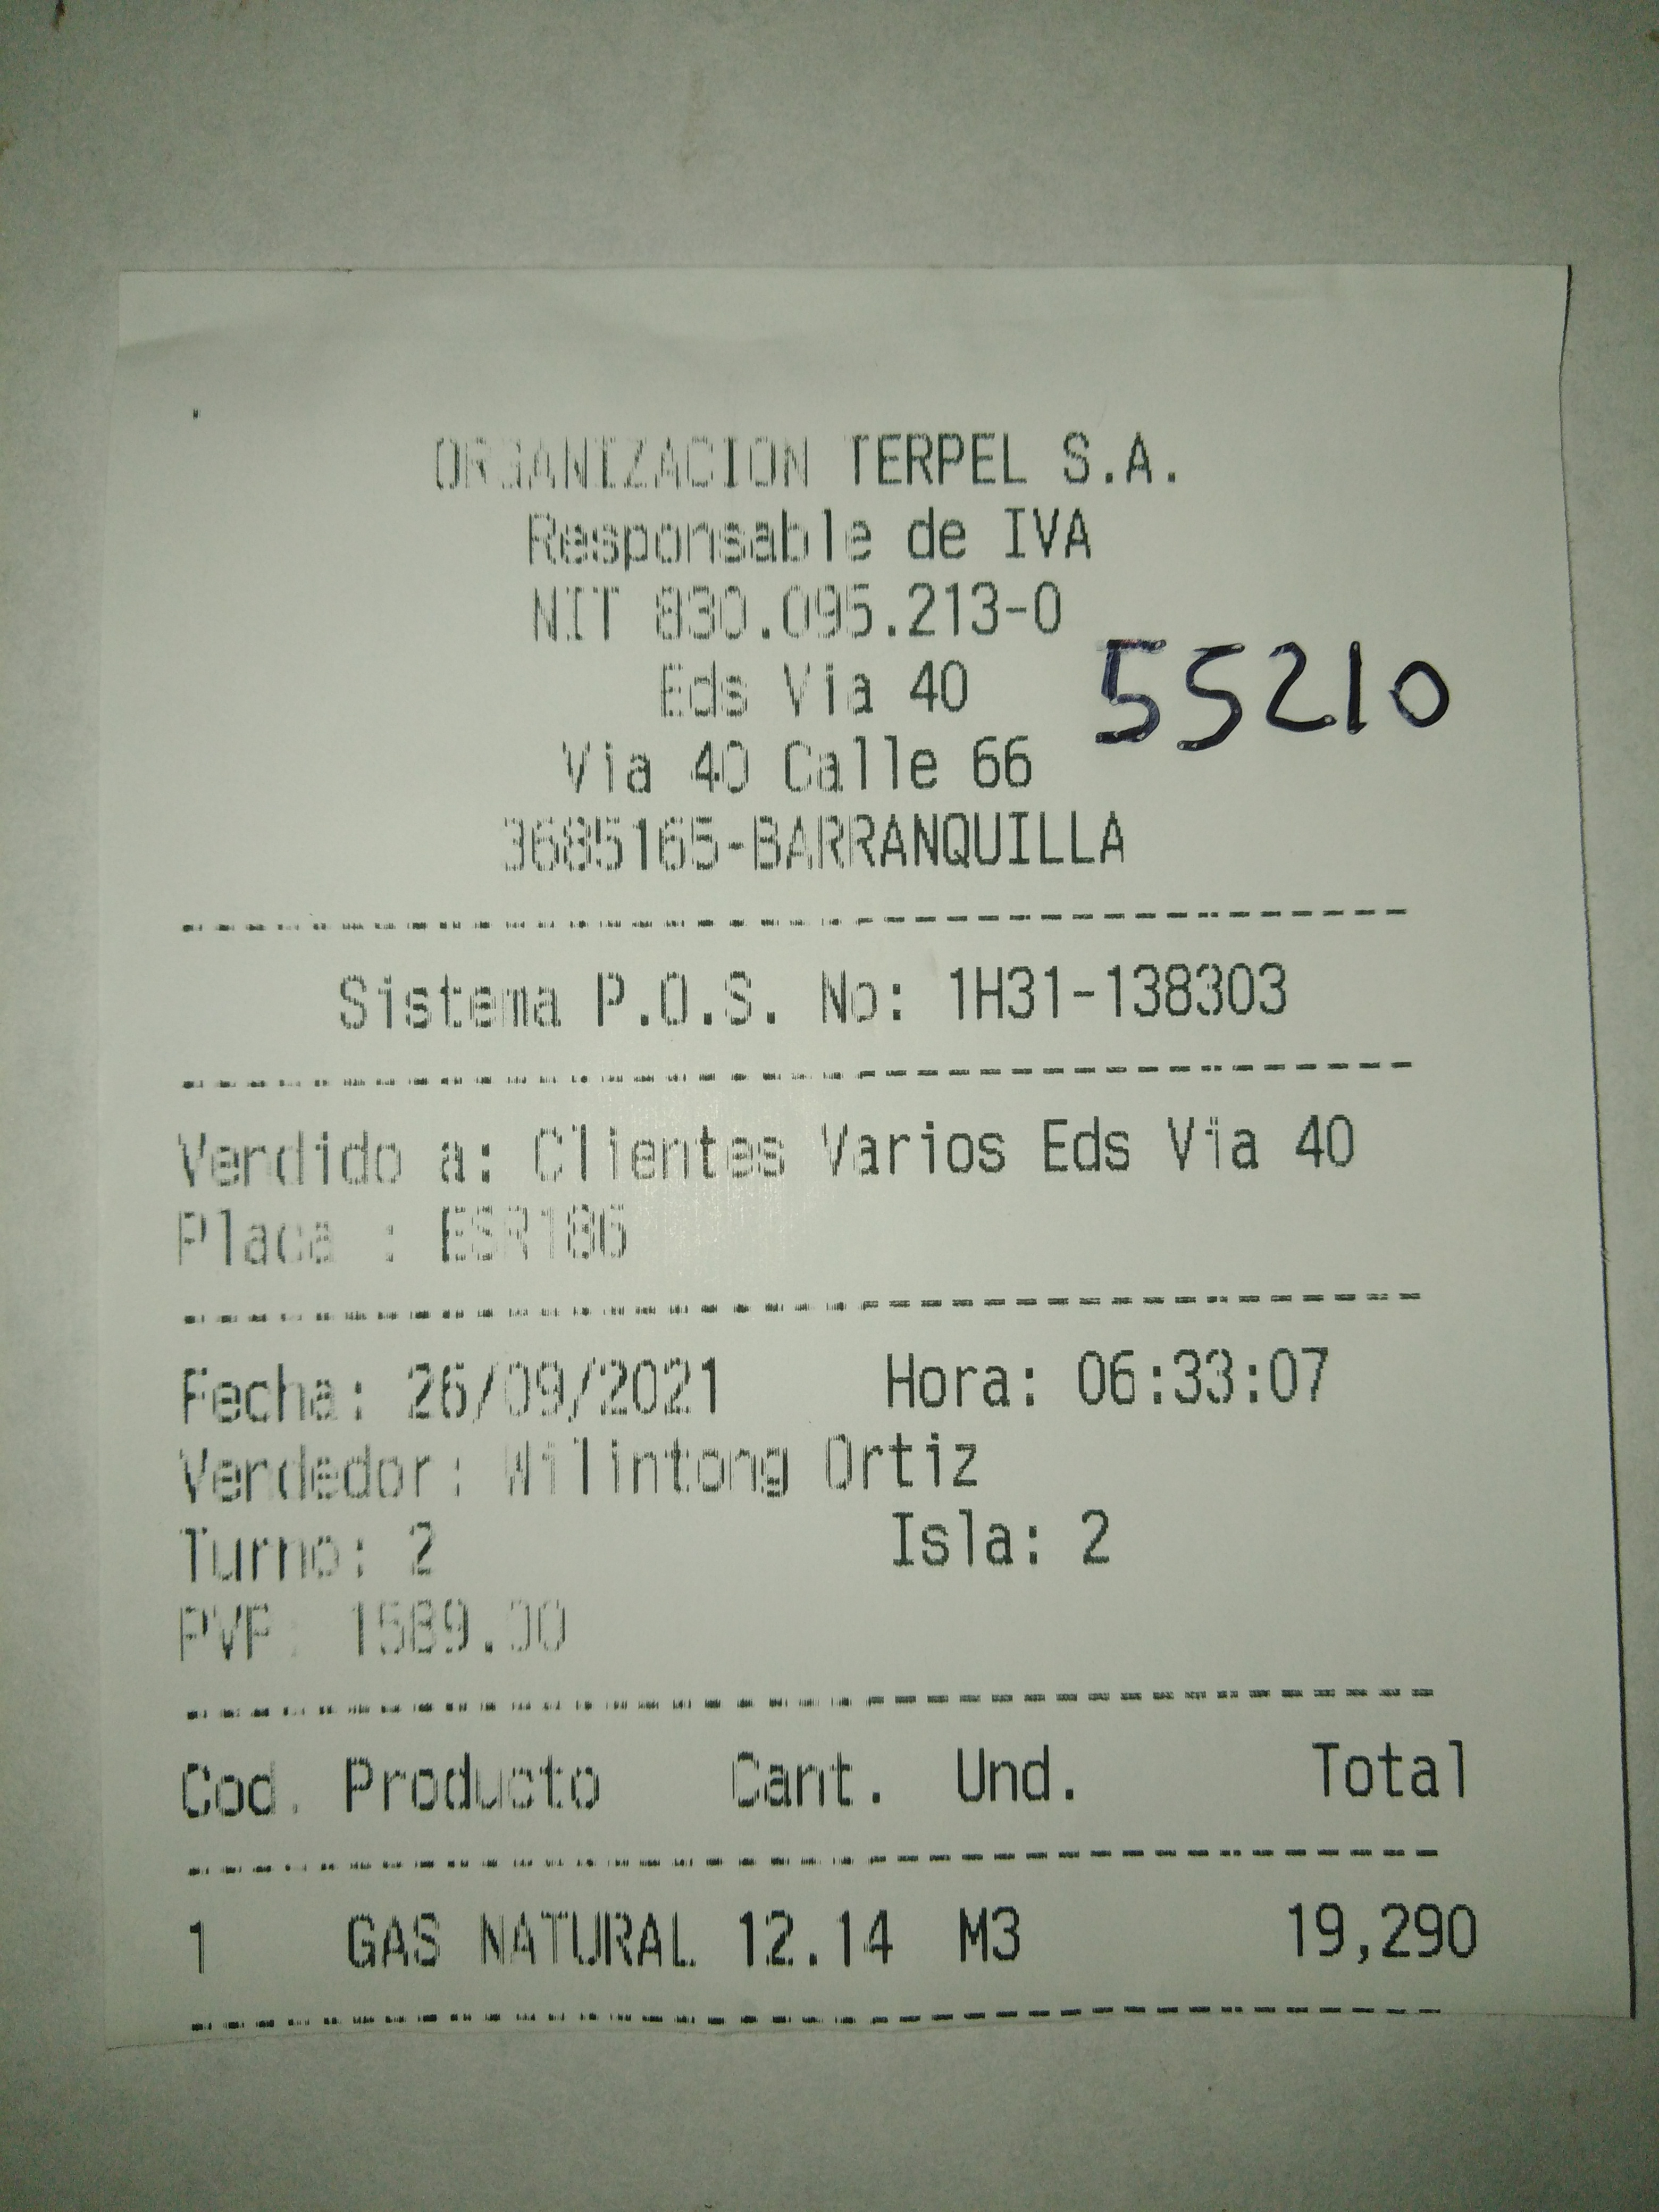 ORGANIZACION TERPEL S.A.
Responsable de IVA
NIT 830.095.213-0
Eds Via 40
55210
Via 40 Calle 66
3685165-BARRANQUILLA
Sistema P.O.S. No: 1H31-138303
Vendido a: Clientes Varios Eds Via 40
Placa : ESR186
Fecha: 26/09/2021 Hora: 06:33:07
Vendedor: Wilintong Ortiz
Turno: 2 Isla: 2
PVP: 1589.00
Cod. Producto Cant. Und. Total
1 GAS NATURAL 12.14 M3 19,290